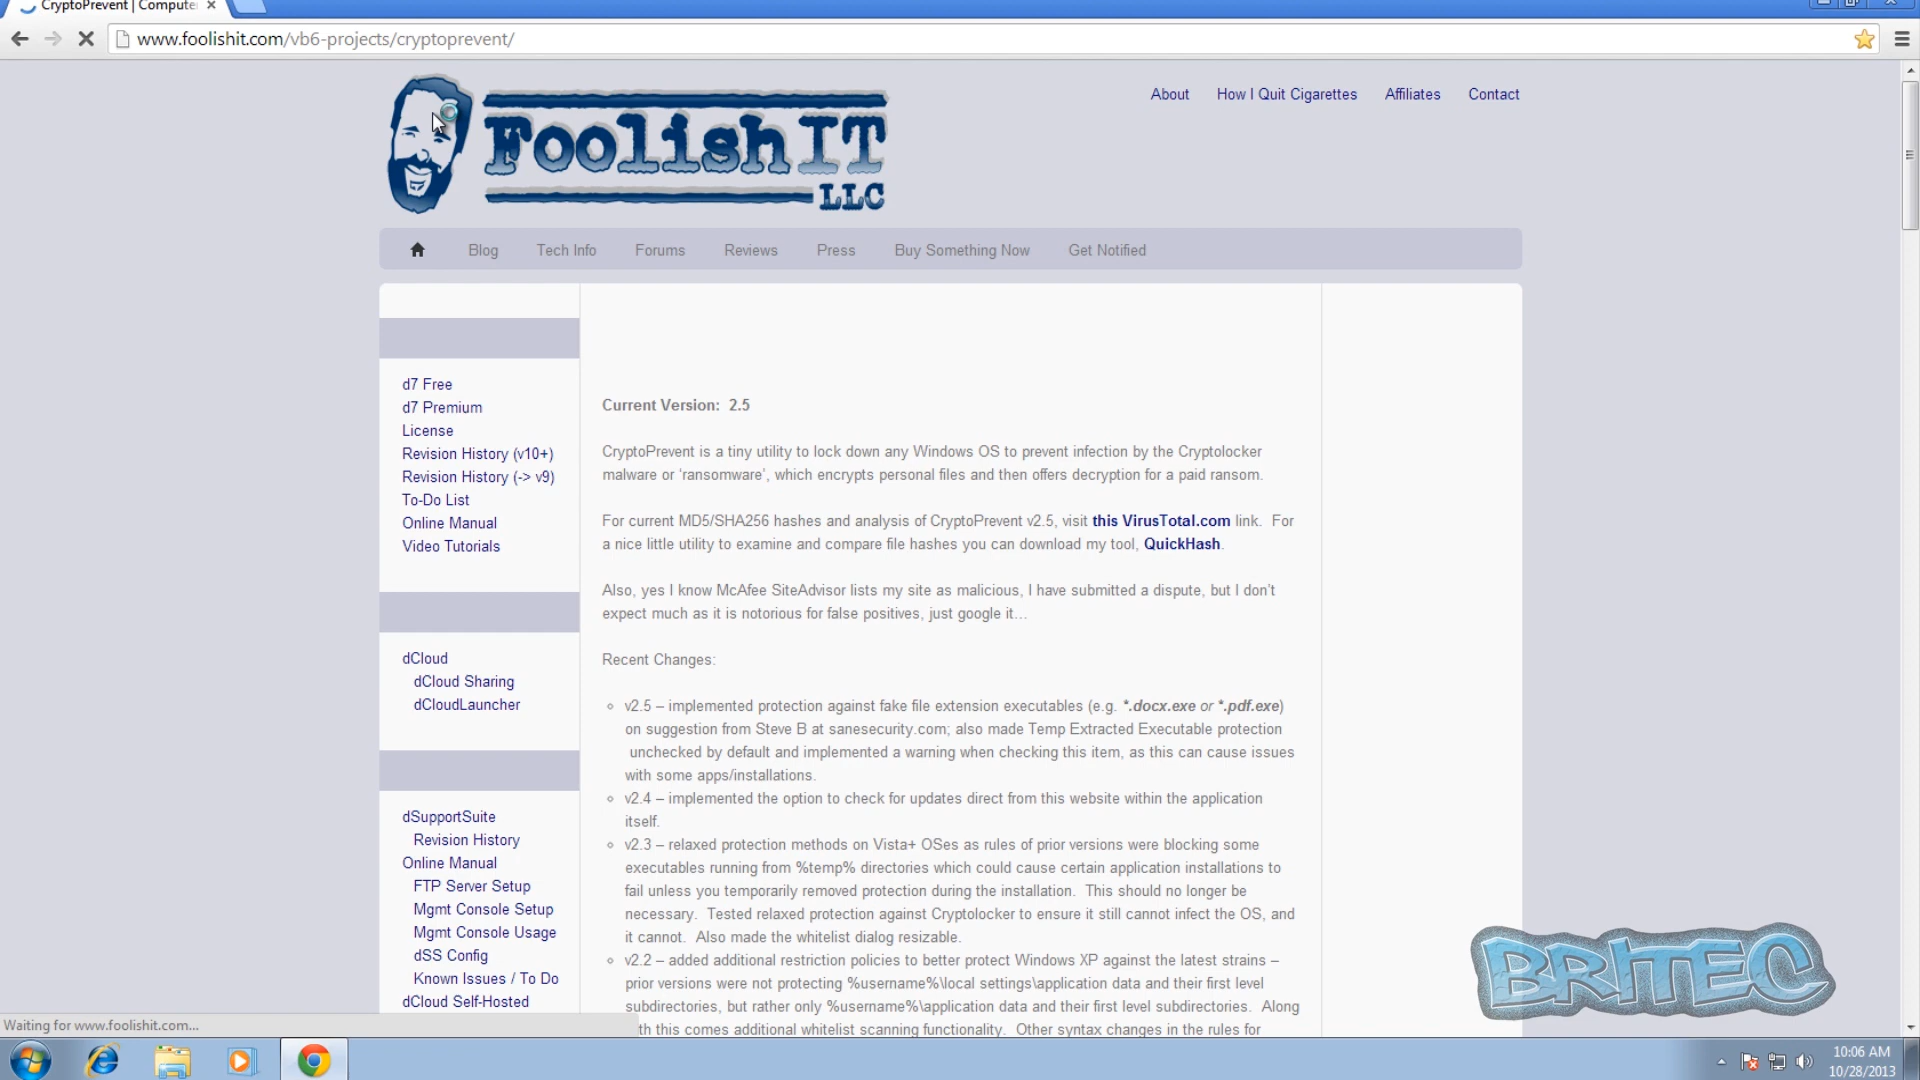 CryptoPrevent | Compute
www.foolishit.com/vb6-projects/cryptoprevent/
FoolishIT
LLC
About How I Quit Cigarettes Affiliates Contact
Blog Tech Info Forums Reviews Press Buy Something Now Get Notified
d7 Free
d7 Premium
License
Revision History (v10+)
Revision History (-> v9)
To-Do List
Online Manual
Video Tutorials
dCloud
dCloud Sharing
dCloudLauncher
dSupportSuite
Revision History
Online Manual
FTP Server Setup
Mgmt Console Setup
Mgmt Console Usage
dSS Config
Known Issues / To Do
dCloud Self-Hosted
Current Version:  2.5
CryptoPrevent is a tiny utility to lock down any Windows OS to prevent infection by the Cryptolocker
malware or ‘ransomware’, which encrypts personal files and then offers decryption for a paid ransom.
For current MD5/SHA256 hashes and analysis of CryptoPrevent v2.5, visit this VirusTotal.com link.  For
a nice little utility to examine and compare file hashes you can download my tool, QuickHash.
Also, yes I know McAfee SiteAdvisor lists my site as malicious, I have submitted a dispute, but I don’t
expect much as it is notorious for false positives, just google it…
Recent Changes:
v2.5 – implemented protection against fake file extension executables (e.g. *.docx.exe or *.pdf.exe)
on suggestion from Steve B at sanesecurity.com; also made Temp Extracted Executable protection
unchecked by default and implemented a warning when checking this item, as this can cause issues
with some apps/installations.
v2.4 – implemented the option to check for updates direct from this website within the application
itself.
v2.3 – relaxed protection methods on Vista+ OSes as rules of prior versions were blocking some
executables running from %temp% directories which could cause certain application installations to
fail unless you temporarily removed protection during the installation.  This should no longer be
necessary.  Tested relaxed protection against Cryptolocker to ensure it still cannot infect the OS, and
it cannot.  Also made the whitelist dialog resizable.
v2.2 – added additional restriction policies to better protect Windows XP against the latest strains –
prior versions were not protecting %username%\local settings\application data and their first level
subdirectories, but rather only %username%\application data and their first level subdirectories.  Along
th this comes additional whitelist scanning functionality.  Other syntax changes in the rules for
BRITEC
Waiting for www.foolishit.com...
10:06 AM
10/28/2013